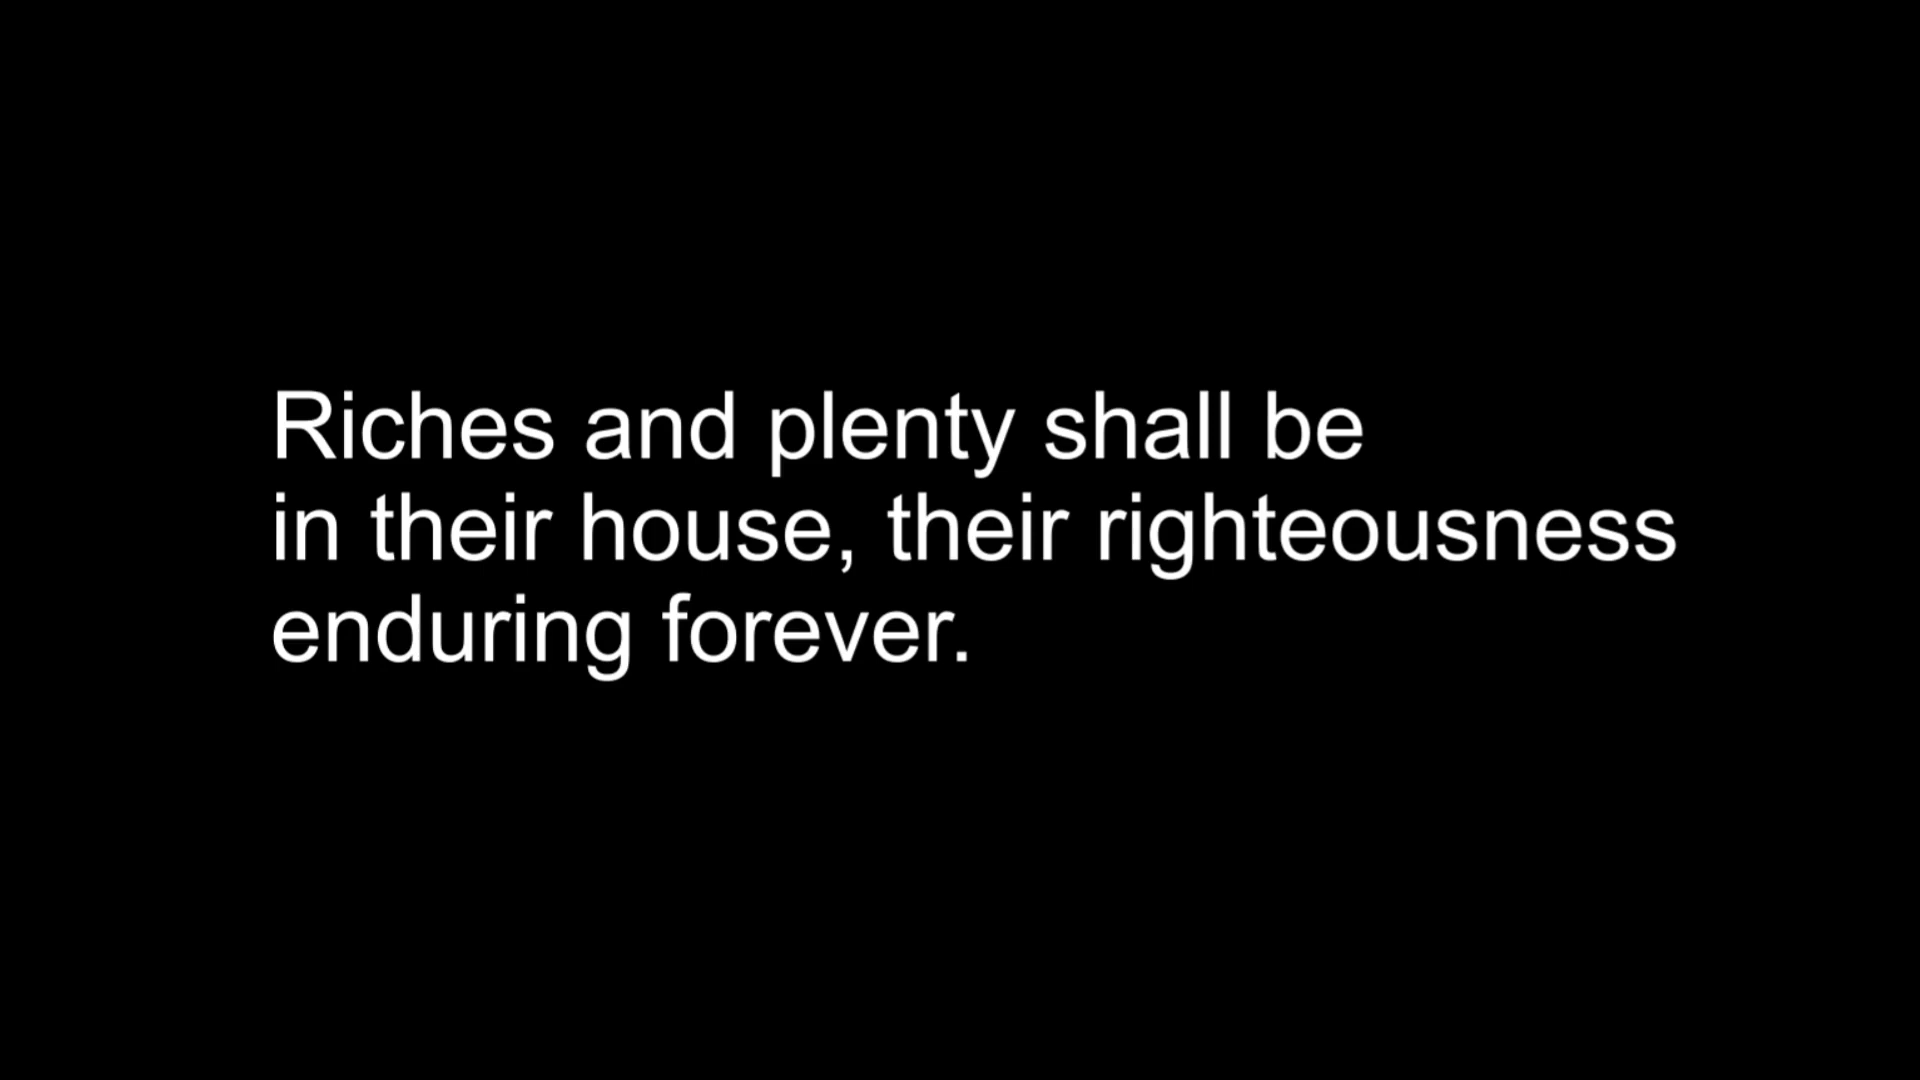 Riches and plenty shall be
in their house, their righteousness
enduring forever.